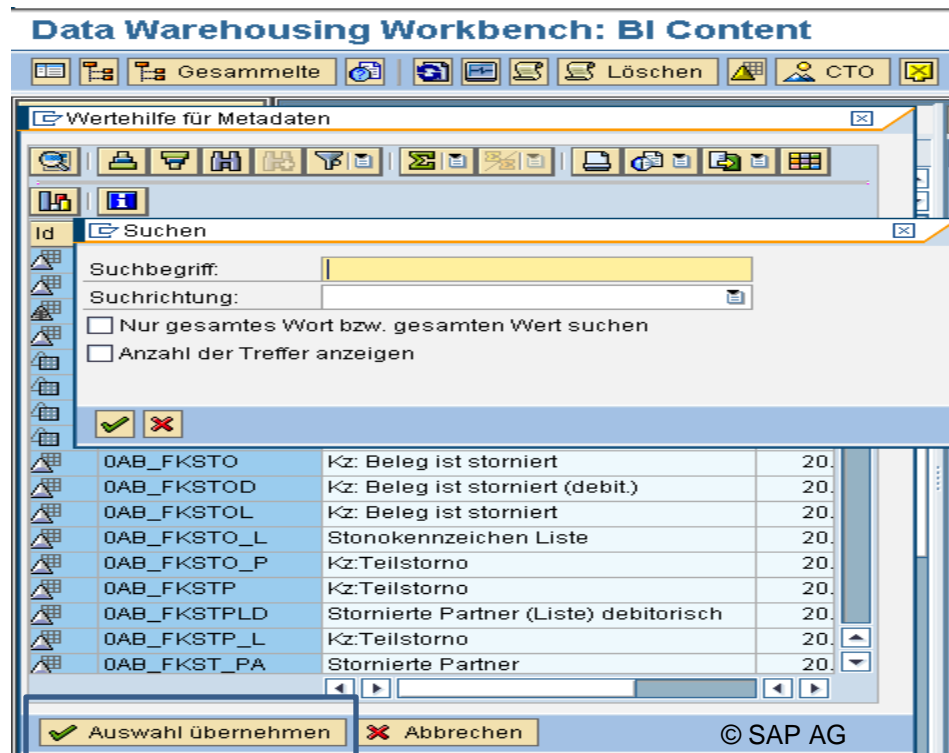 Data Warehousing Workbench: BI Content
Gesammelte Löschen CTO
Wertehilfe für Metadaten
Id
Suchen
Suchbegriff:
Suchrichtung:
Nur gesamtes Wort bzw. gesamten Wert suchen
Anzahl der Treffer anzeigen
0AB_FKSTO Kz: Beleg ist storniert 20.
0AB_FKSTOD Kz: Beleg ist storniert (debit.) 20.
0AB_FKSTOL Kz: Beleg ist storniert 20.
0AB_FKSTO_L Stonokennzeichen Liste 20.
0AB_FKSTO_P Kz:Teilstorno 20.
0AB_FKSTP Kz:Teilstorno 20.
0AB_FKSTPLD Stornierte Partner (Liste) debitorisch 20.
0AB_FKSTP_L Kz:Teilstorno 20.
0AB_FKST_PA Stornierte Partner 20.
Auswahl übernehmen Abbrechen © SAP AG